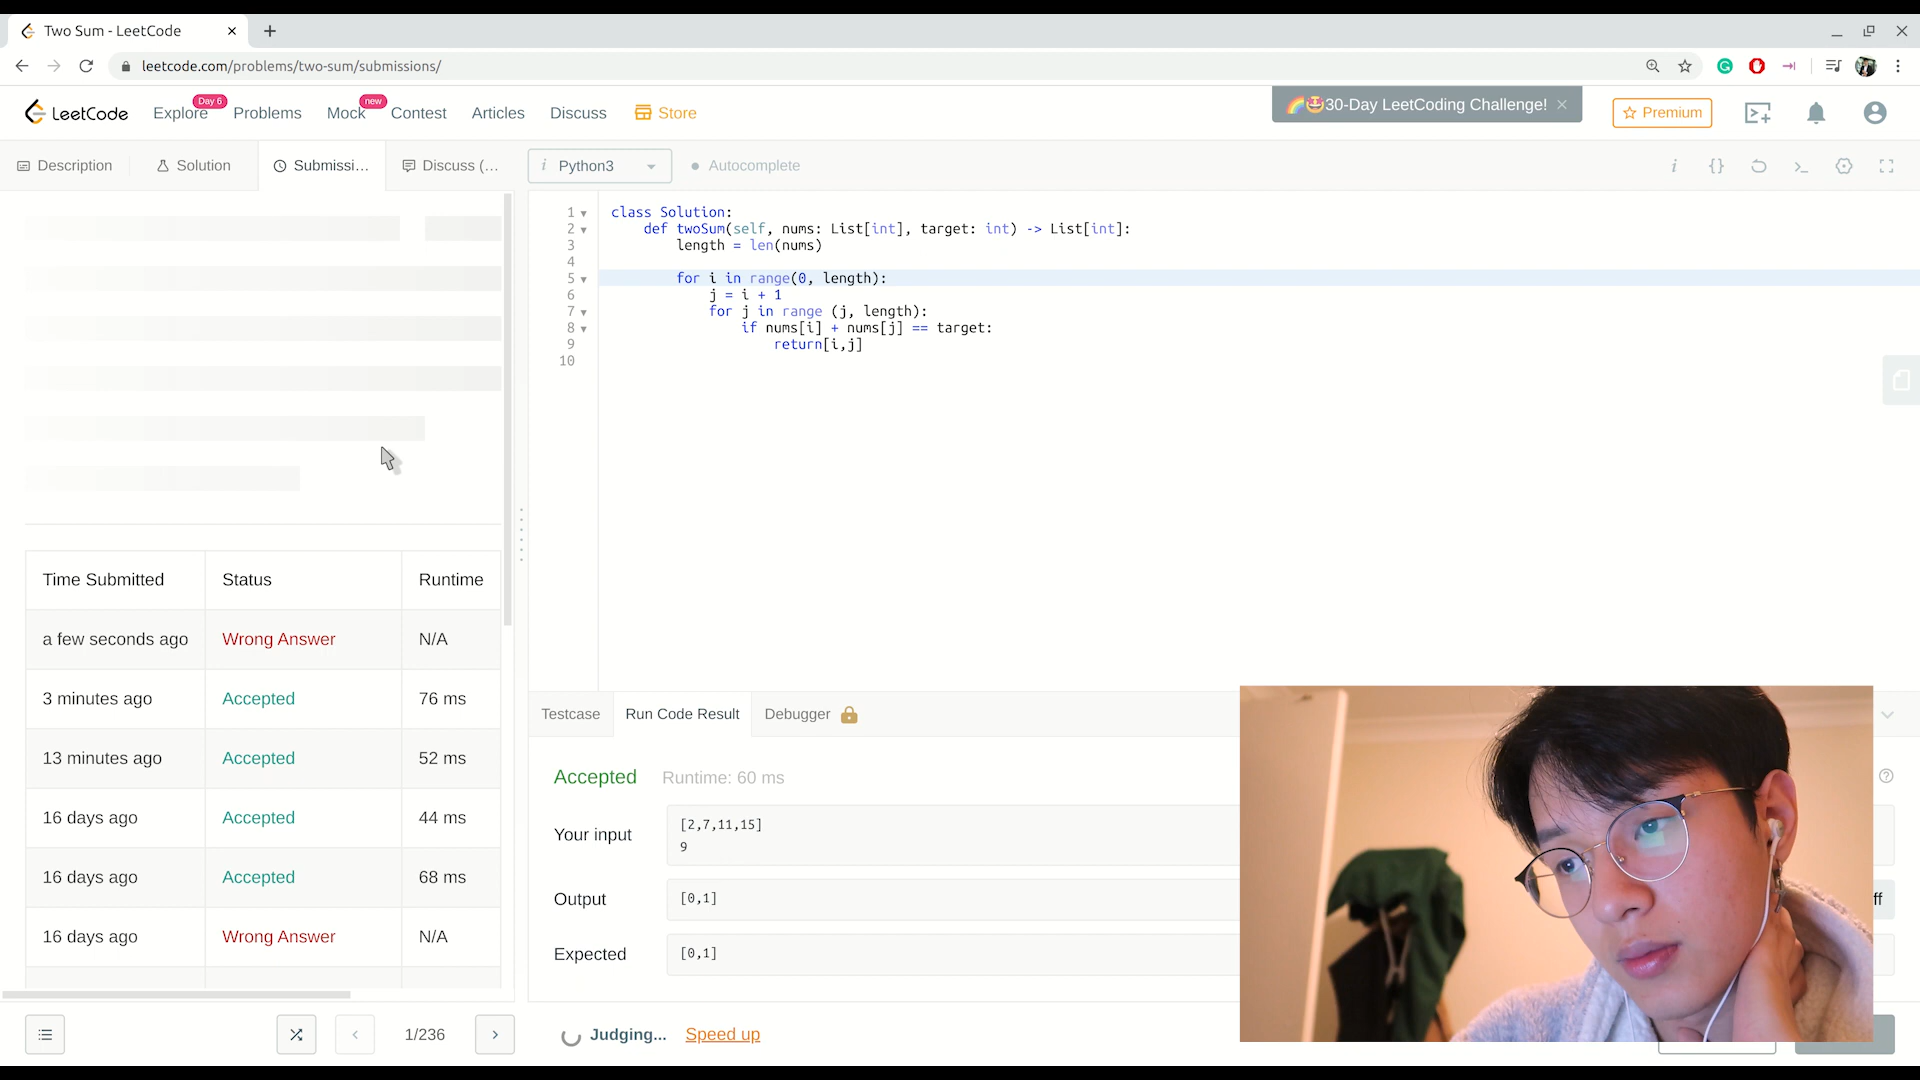 Two Sum - LeetCode
leetcode.com/problems/two-sum/submissions/
LeetCode
Explore
Day 6
Problems
Mock
new
Contest
Articles
Discuss
Store
30-Day LeetCoding Challenge!
Premium
Description
Solution
Submissi...
Discuss (...
i Python3
Autocomplete
1 class Solution:
2 def twoSum(self, nums: List[int], target: int) -> List[int]:
3 length = len(nums)
4
5 for i in range(0, length):
6 j = i + 1
7 for j in range (j, length):
8 if nums[i] + nums[j] == target:
9 return[i,j]
10
Time Submitted Status Runtime
a few seconds ago Wrong Answer N/A
3 minutes ago Accepted 76 ms
13 minutes ago Accepted 52 ms
16 days ago Accepted 44 ms
16 days ago Accepted 68 ms
16 days ago Wrong Answer N/A
Testcase
Run Code Result
Debugger
Accepted Runtime: 60 ms
Your input
[2,7,11,15]
9
Output
[0,1]
ff
Expected
[0,1]
1/236
Judging...
Speed up